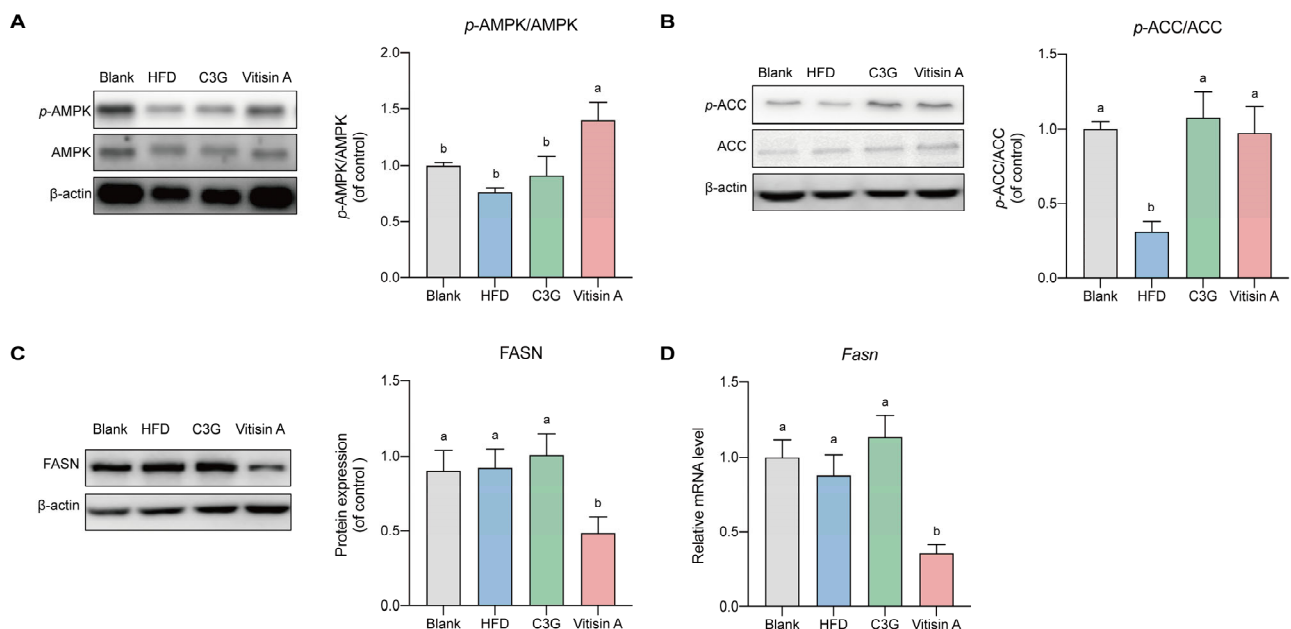 A
Blank HFD C3G Vitisin A
p-AMPK
AMPK
β-actin
p-AMPK/AMPK
p-AMPK/AMPK
(of control)
2.0
1.5
1.0
0.5
0.0
b
b
b
a
Blank HFD C3G Vitisin A
B
Blank HFD C3G Vitisin A
p-ACC
ACC
β-actin
p-ACC/ACC
p-ACC/ACC
(of control)
1.5
1.0
0.5
0.0
a
b
a
a
Blank HFD C3G Vitisin A
C
Blank HFD C3G Vitisin A
FASN
β-actin
FASN
Protein expression
(of control )
1.5
1.0
0.5
0.0
a
a
a
b
Blank HFD C3G Vitisin A
D
Fasn
Relative mRNA level
1.5
1.0
0.5
0.0
a
a
a
b
Blank HFD C3G Vitisin A